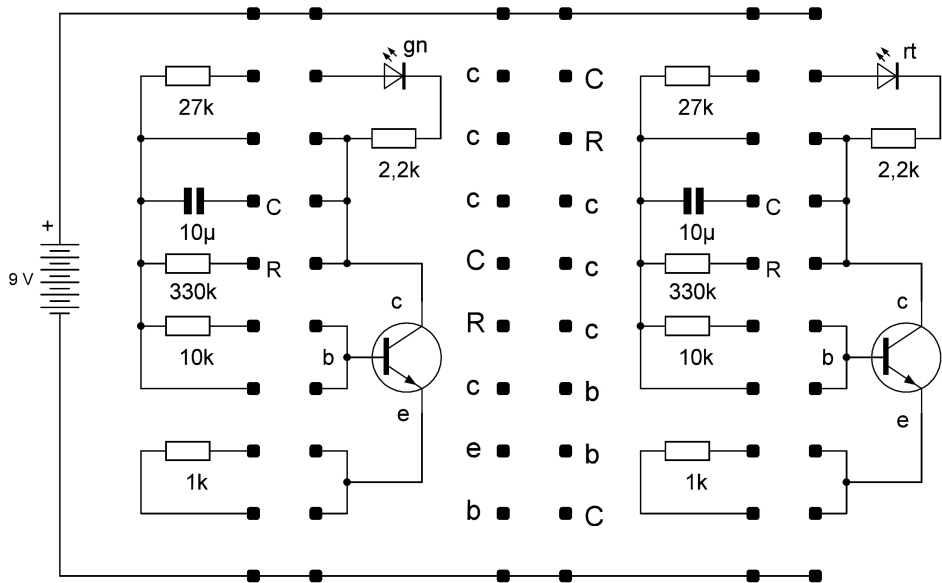 gn
rt
c C
27k
27k
c R
2,2k
2,2k
C
c c
C
10µ
10µ
+
9 V
R
C c
R
330k
330k
c
c
R c
b
b
10k
10k
c b
e
e
e b
1k
1k
b C